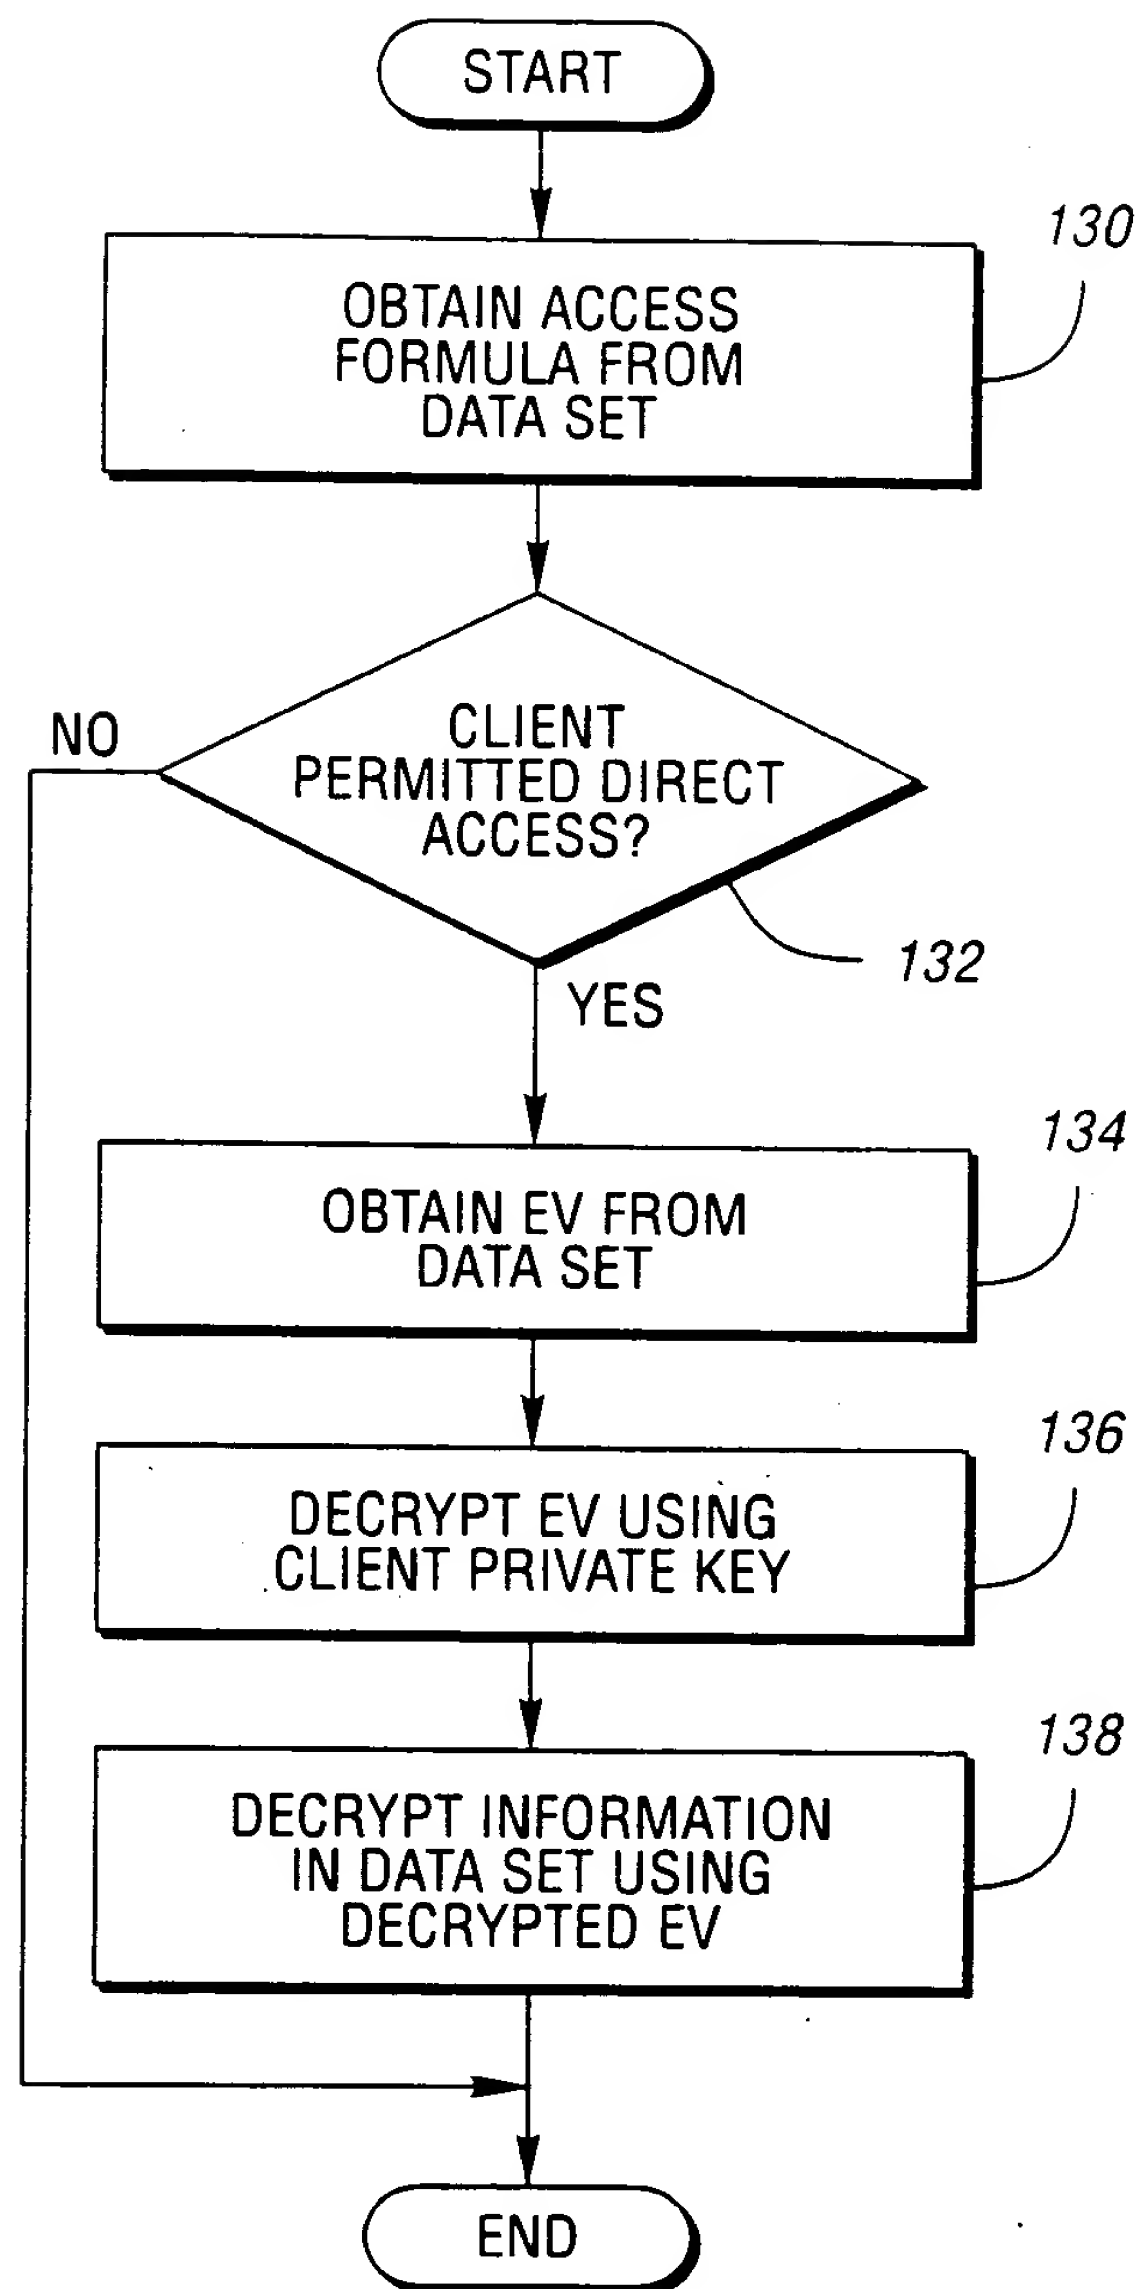 START
130
OBTAIN ACCESS
FORMULA FROM
DATA SET
NO
CLIENT
PERMITTED DIRECT
ACCESS?
132
YES
134
OBTAIN EV FROM
DATA SET
136
DECRYPT EV USING
CLIENT PRIVATE KEY
138
DECRYPT INFORMATION
IN DATA SET USING
DECRYPTED EV
END